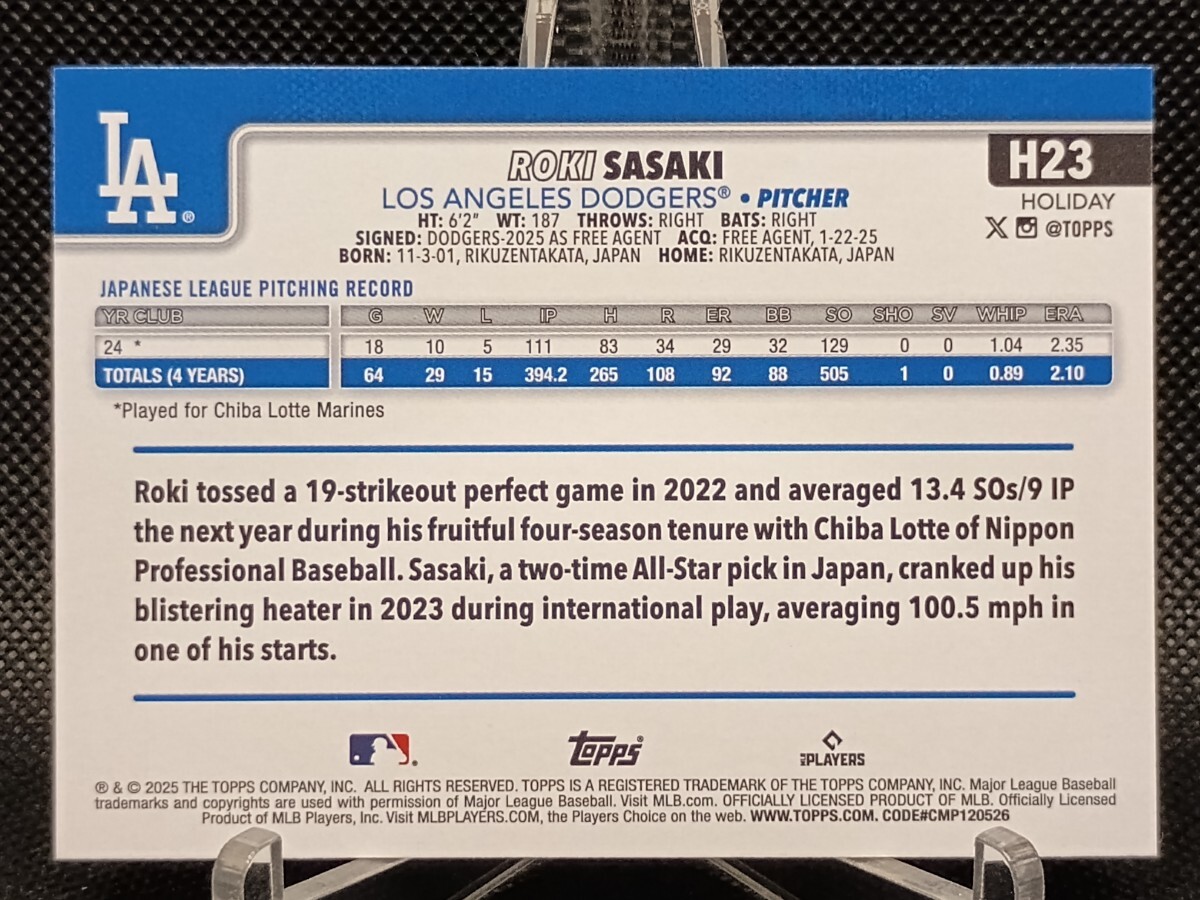 LA®
H23
HOLIDAY
@TOPPS
ROKI SASAKI
LOS ANGELES DODGERS® • PITCHER
HT: 6'2" WT: 187 THROWS: RIGHT BATS: RIGHT
SIGNED: DODGERS-2025 AS FREE AGENT ACQ: FREE AGENT, 1-22-25
BORN: 11-3-01, RIKUZENTAKATA, JAPAN HOME: RIKUZENTAKATA, JAPAN
JAPANESE LEAGUE PITCHING RECORD
YR CLUB G W L IP H R ER BB SO SHO SV WHIP ERA
24 * 18 10 5 111 83 34 29 32 129 0 0 1.04 2.35
TOTALS (4 YEARS) 64 29 15 394.2 265 108 92 88 505 1 0 0.89 2.10
*Played for Chiba Lotte Marines
Roki tossed a 19-strikeout perfect game in 2022 and averaged 13.4 SOs/9 IP
the next year during his fruitful four-season tenure with Chiba Lotte of Nippon
Professional Baseball. Sasaki, a two-time All-Star pick in Japan, cranked up his
blistering heater in 2023 during international play, averaging 100.5 mph in
one of his starts.
Topps®
PLAYERS
® & © 2025 THE TOPPS COMPANY, INC. ALL RIGHTS RESERVED. TOPPS IS A REGISTERED TRADEMARK OF THE TOPPS COMPANY, INC. Major League Baseball
trademarks and copyrights are used with permission of Major League Baseball. Visit MLB.com. OFFICIALLY LICENSED PRODUCT OF MLB. Officially Licensed
Product of MLB Players, Inc. Visit MLBPLAYERS.COM, the Players Choice on the web. WWW.TOPPS.COM. CODE#CMP120526